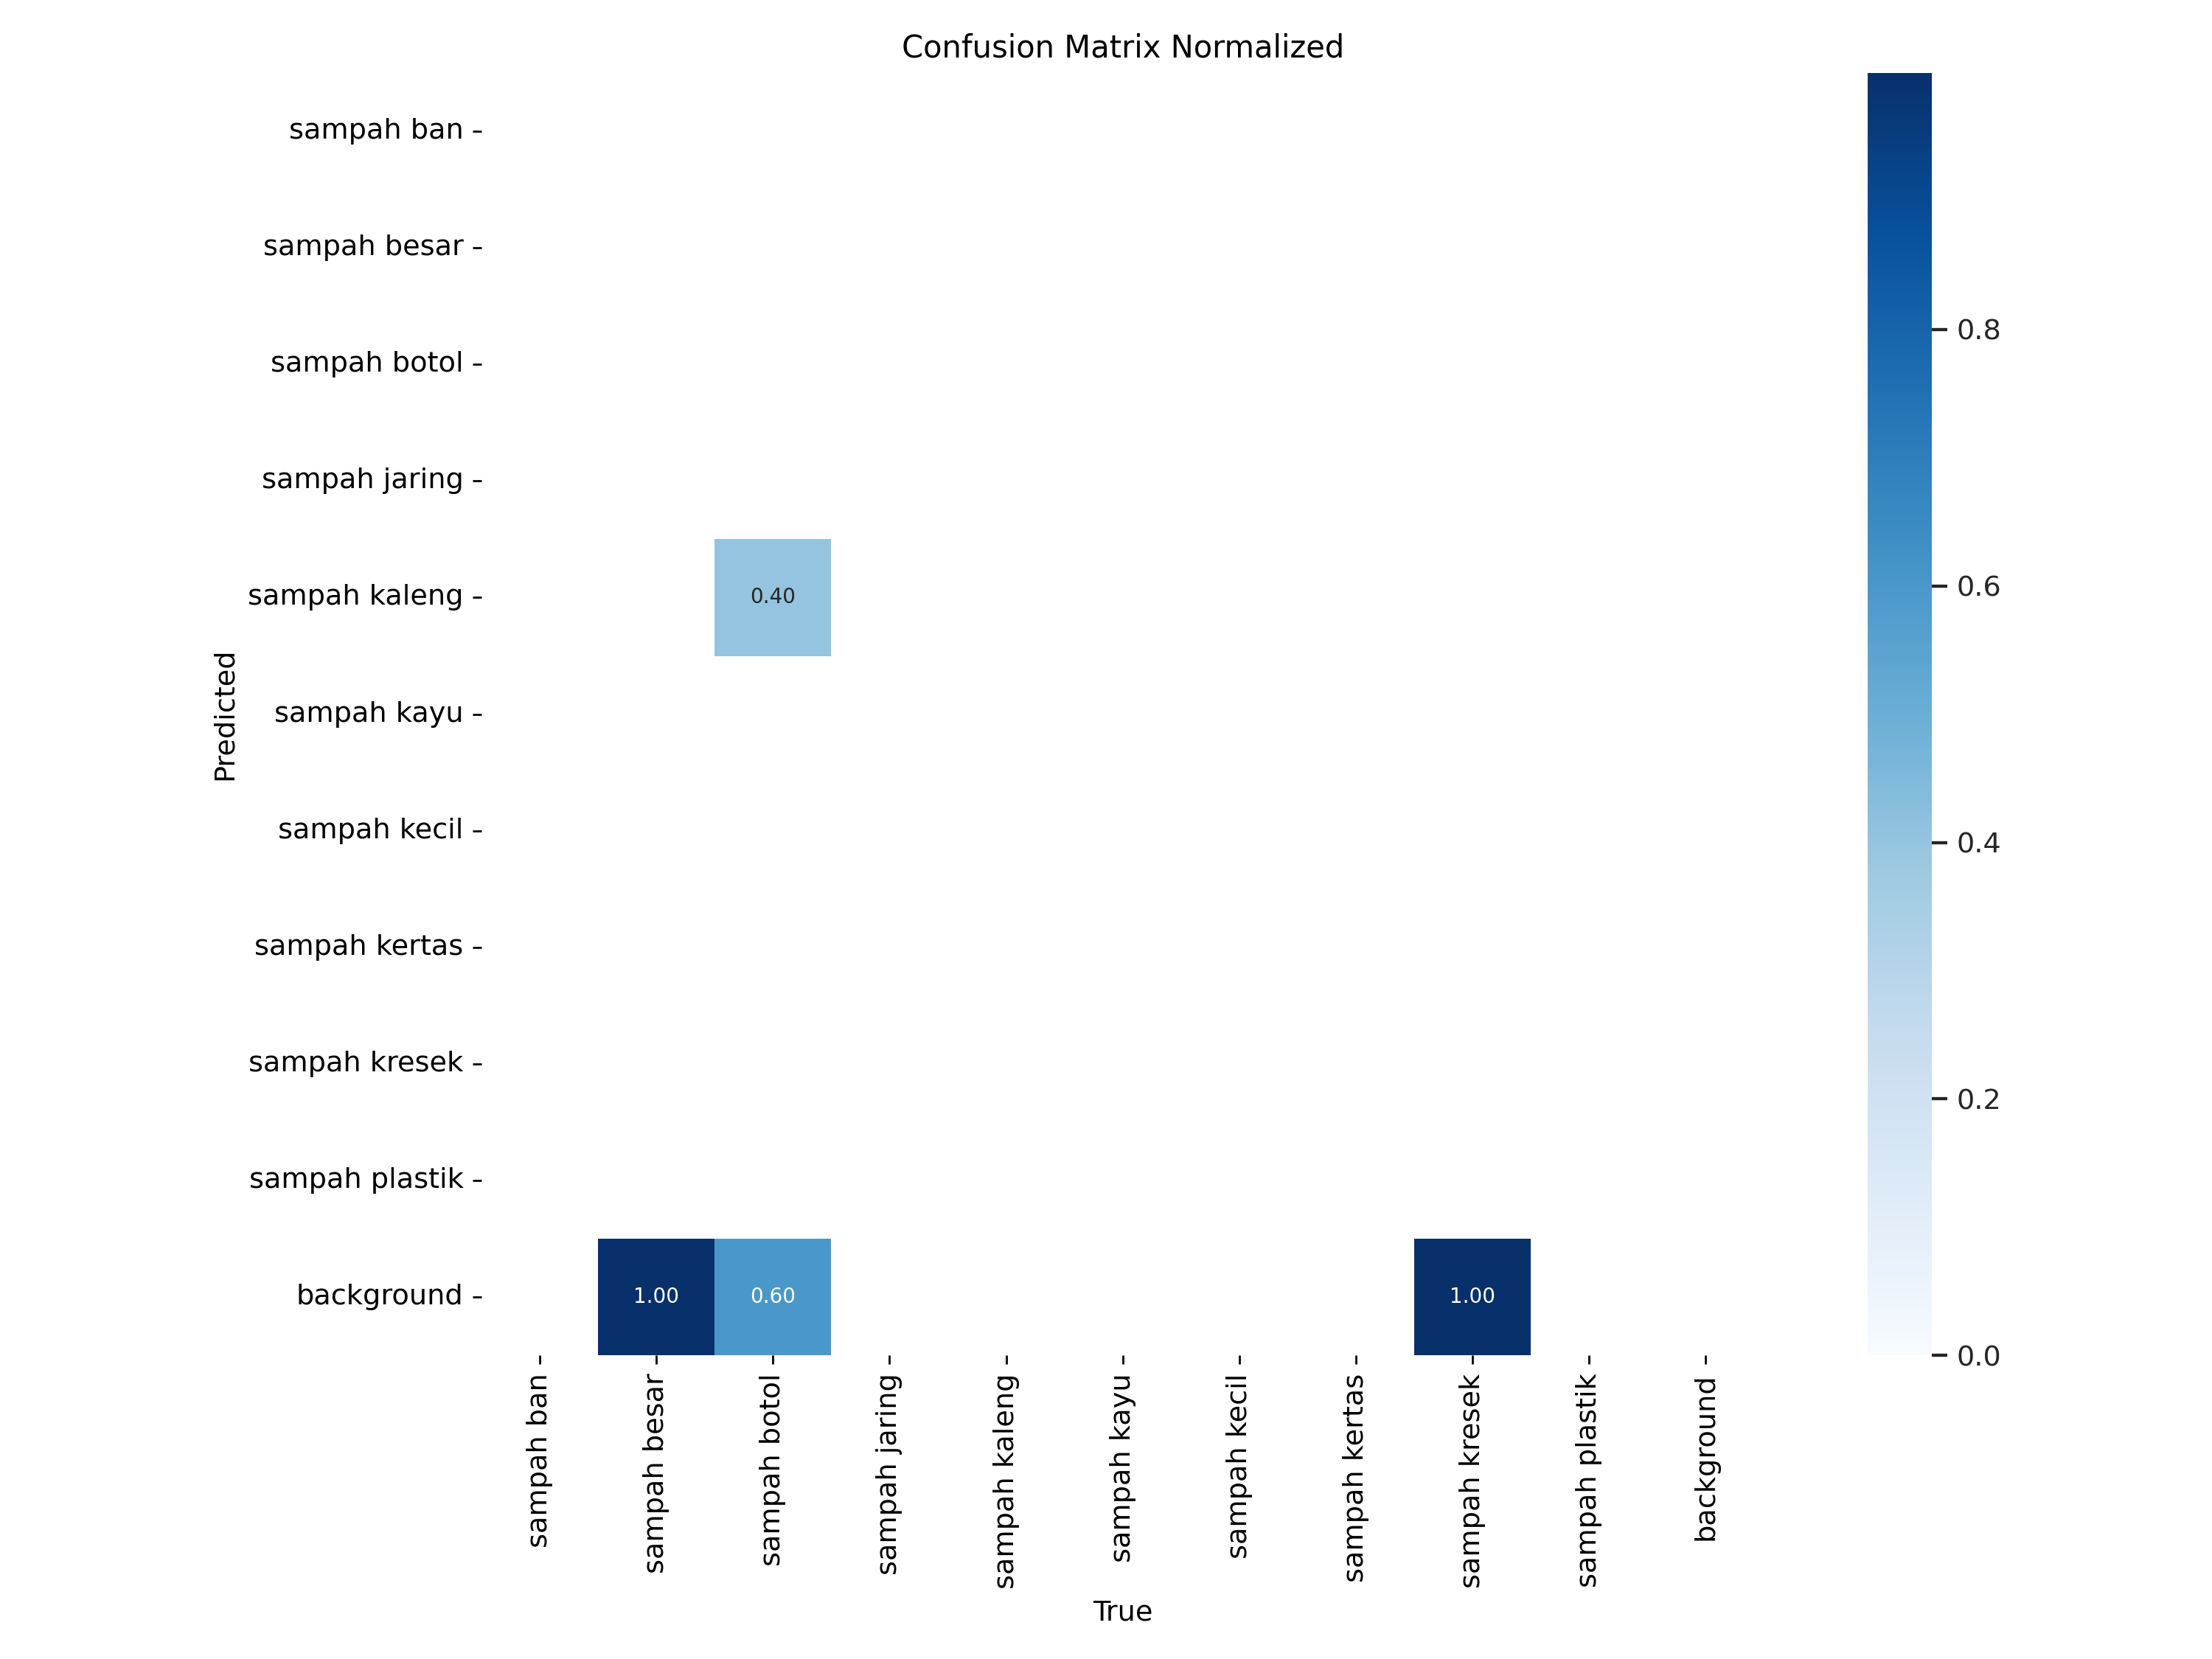 Confusion Matrix Normalized
Predicted
sampah ban
sampah besar
sampah botol
sampah jaring
sampah kaleng
0.40
sampah kayu
sampah kecil
sampah kertas
sampah kresek
sampah plastik
background
1.00
0.60
1.00
sampah ban
sampah besar
sampah botol
sampah jaring
sampah kaleng
sampah kayu
sampah kecil
sampah kertas
sampah kresek
sampah plastik
background
True
0.8
0.6
0.4
0.2
0.0